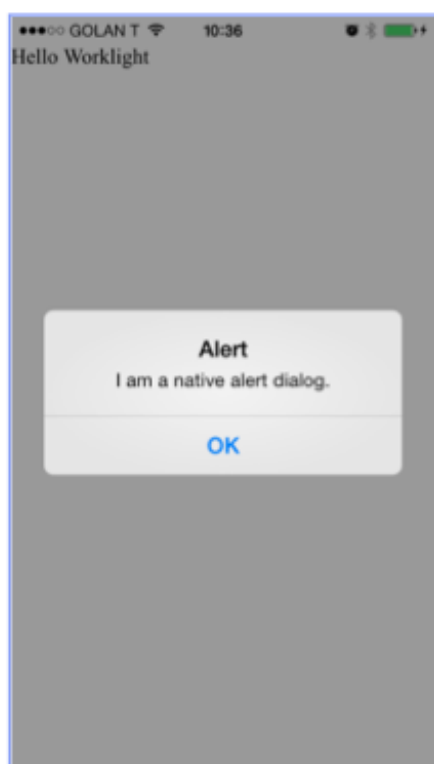 GOLAN T 10:36
Hello Worklight
Alert
I am a native alert dialog.
OK